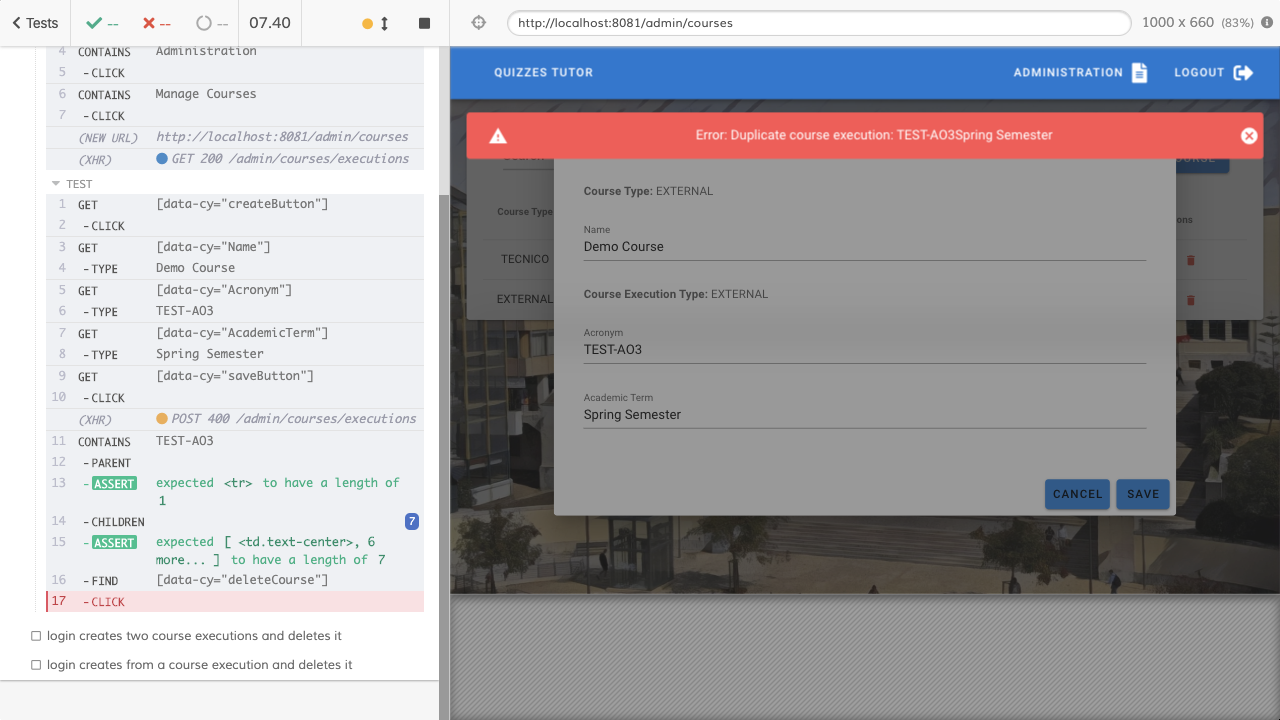 Tests
--
--
--
07.40
http://localhost:8081/admin/courses
1000 x 660 (83%)
4 CONTAINS Administration
5 - CLICK
6 CONTAINS Manage Courses
7 - CLICK
(NEW URL) http://localhost:8081/admin/courses
(XHR) GET 200 /admin/courses/executions
TEST
1 GET [data-cy="createButton"]
2 - CLICK
3 GET [data-cy="Name"]
4 - TYPE Demo Course
5 GET [data-cy="Acronym"]
6 - TYPE TEST-AO3
7 GET [data-cy="AcademicTerm"]
8 - TYPE Spring Semester
9 GET [data-cy="saveButton"]
10 - CLICK
(XHR) POST 400 /admin/courses/executions
11 CONTAINS TEST-AO3
12 - PARENT
13 - ASSERT expected <tr> to have a length of
1
14 - CHILDREN 7
15 - ASSERT expected [ <td.text-center>, 6
more... ] to have a length of 7
16 - FIND [data-cy="deleteCourse"]
17 - CLICK
login creates two course executions and deletes it
login creates from a course execution and deletes it
QUIZZES TUTOR
ADMINISTRATION
LOGOUT
Error: Duplicate course execution: TEST-AO3Spring Semester
Course Type
TECNICO
EXTERNAL
Course Type: EXTERNAL
Name
Demo Course
Course Execution Type: EXTERNAL
Acronym
TEST-AO3
Academic Term
Spring Semester
CANCEL
SAVE